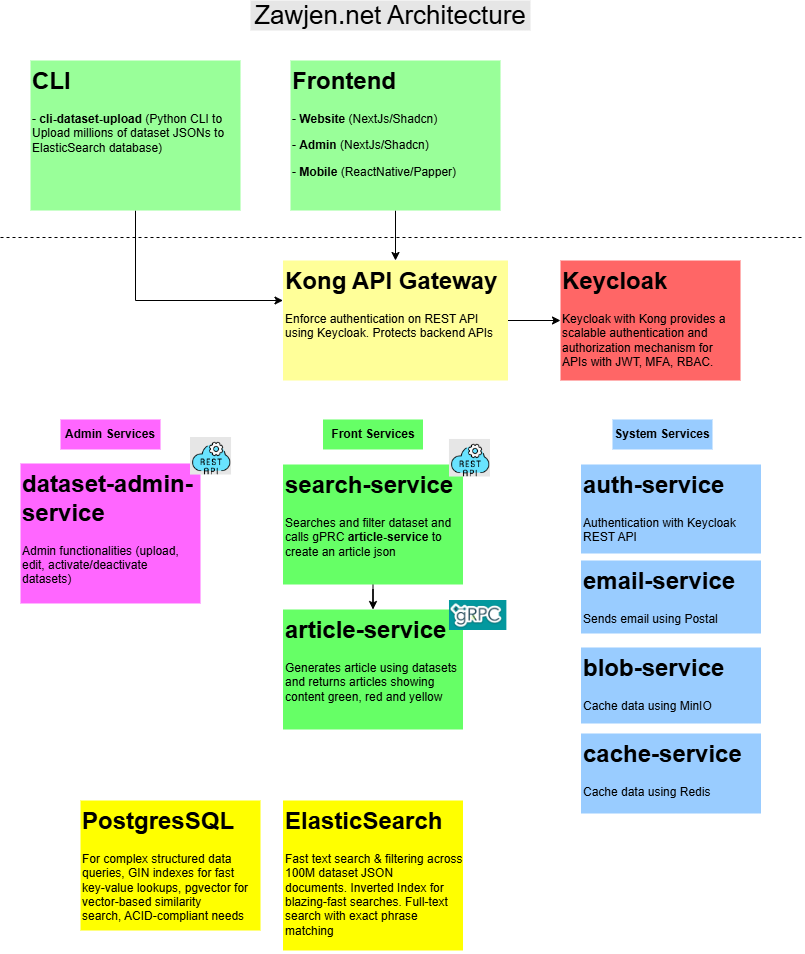 Zawjen.net Architecture
CLI
- cli-dataset-upload (Python CLI to
Upload millions of dataset JSONs to
ElasticSearch database)
Frontend
- Website (NextJs/Shadcn)
- Admin (NextJs/Shadcn)
- Mobile (ReactNative/Papper)
Kong API Gateway
Enforce authentication on REST API
using Keycloak. Protects backend APIs
Keycloak
Keycloak with Kong provides a
scalable authentication and
authorization mechanism for
APIs with JWT, MFA, RBAC.
Admin Services
REST
API
dataset-admin-
service
Admin functionalities (upload,
edit, activate/deactivate
datasets)
Front Services
REST
API
search-service
Searches and filter dataset and
calls gPRC article-service to
create an article json
gRPC
article-service
Generates article using datasets
and returns articles showing
content green, red and yellow
System Services
auth-service
Authentication with Keycloak
REST API
email-service
Sends email using Postal
blob-service
Cache data using MinIO
cache-service
Cache data using Redis
PostgresSQL
For complex structured data
queries, GIN indexes for fast
key-value lookups, pgvector for
vector-based similarity
search, ACID-compliant needs
ElasticSearch
Fast text search & filtering across
100M dataset JSON
documents. Inverted Index for
blazing-fast searches. Full-text
search with exact phrase
matching